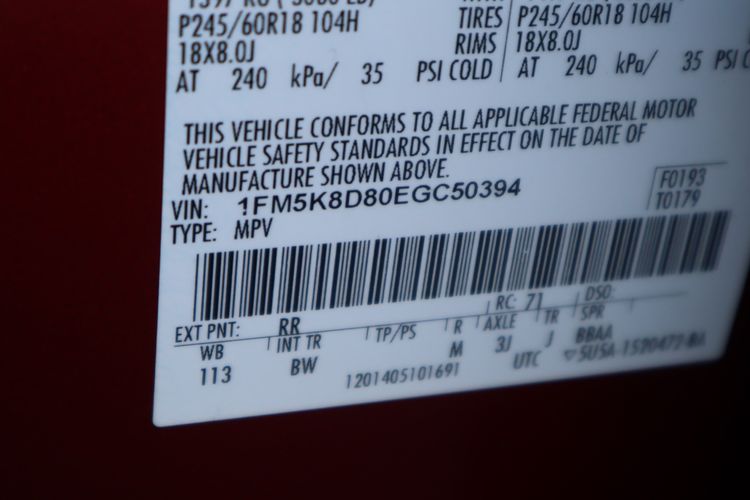 P245/60R18 104H TIRES P245/60R18 104H
18X8.0J RIMS 18X8.0J
AT 240 kPa/ 35 PSI COLD AT 240 kPa/ 35 PSI C
THIS VEHICLE CONFORMS TO ALL APPLICABLE FEDERAL MOTOR
VEHICLE SAFETY STANDARDS IN EFFECT ON THE DATE OF
MANUFACTURE SHOWN ABOVE.
F0193
VIN: 1FM5K8D80EGC50394
T0179
TYPE: MPV
RC: 71 DSO:
EXT PNT: RR
WB INT TR TP/PS R AXLE TR SPR
113 BW M 3J J BBAA
1201405101691 UTC ▽5U5A-1520472-BA